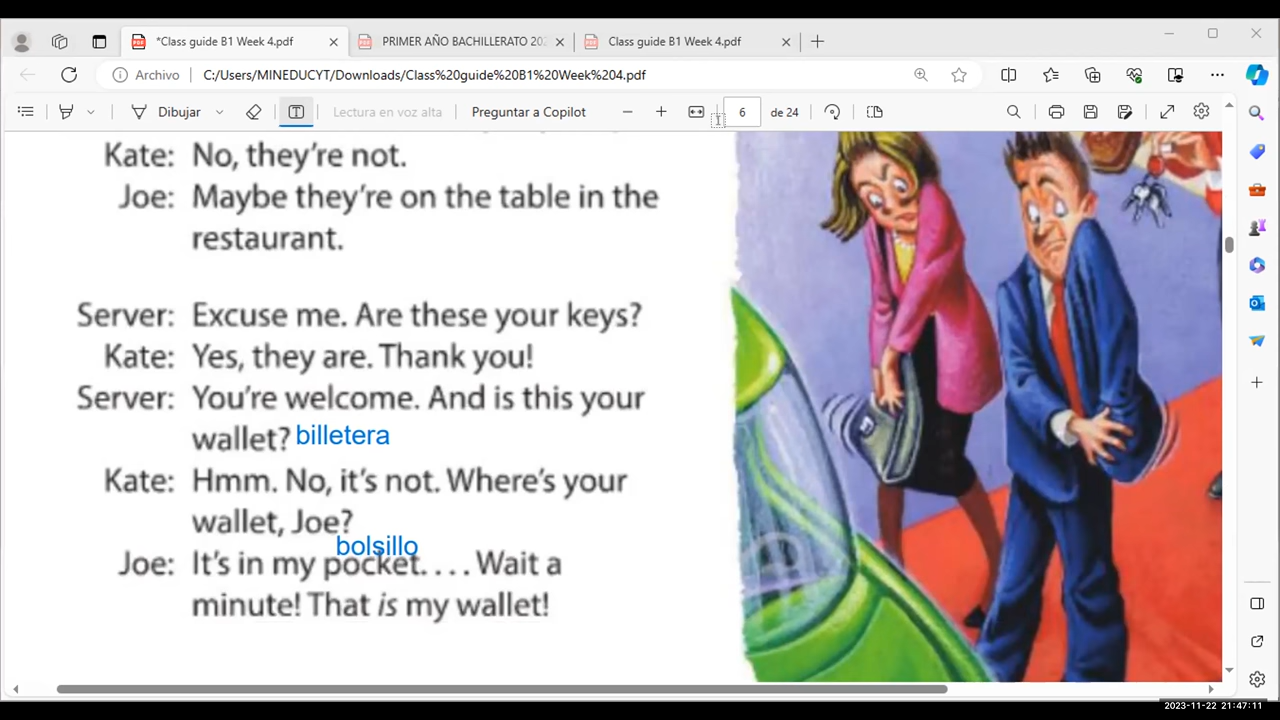 *Class guide B1 Week 4.pdf
PRIMER AÑO BACHILLERATO 202
Class guide B1 Week 4.pdf
Archivo
C:/Users/MINEDUCYT/Downloads/Class%20guide%20B1%20Week%204.pdf
Dibujar
Lectura en voz alta
Preguntar a Copilot
6
de 24
Kate: No, they're not.
Joe: Maybe they're on the table in the
restaurant.
Server: Excuse me. Are these your keys?
Kate: Yes, they are. Thank you!
Server: You're welcome. And is this your
wallet? billetera
Kate: Hmm. No, it's not. Where's your
wallet, Joe?
bolsillo
Joe: It's in my pocket. . . . Wait a
minute! That is my wallet!
2023-11-22 21:47:11